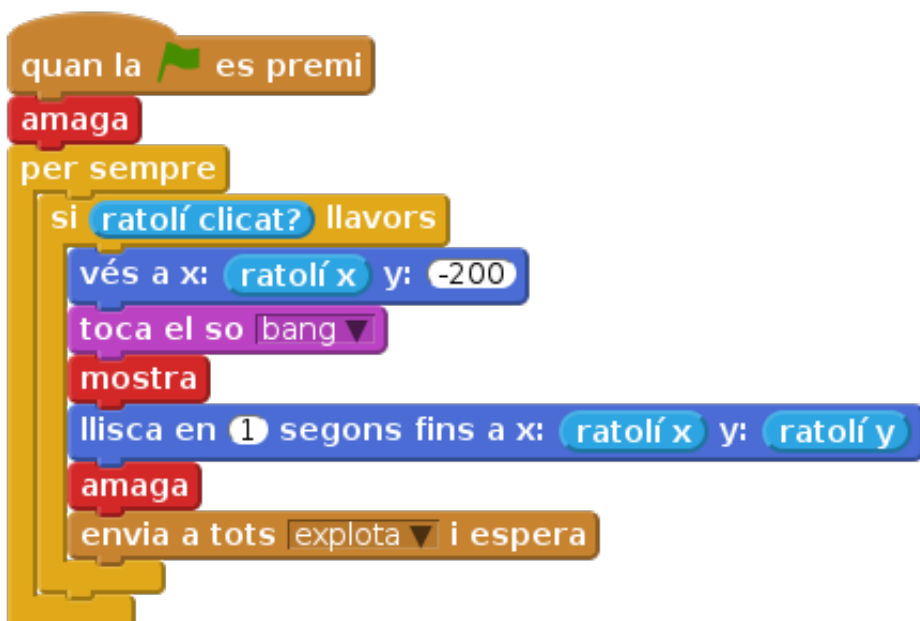 quan la es premi
amaga
per sempre
si ratolí clicat? llavors
vés a x: ratolí x y: -200
toca el so bang
mostra
llisca en 1 segons fins a x: ratolí x y: ratolí y
amaga
envia a tots explota i espera